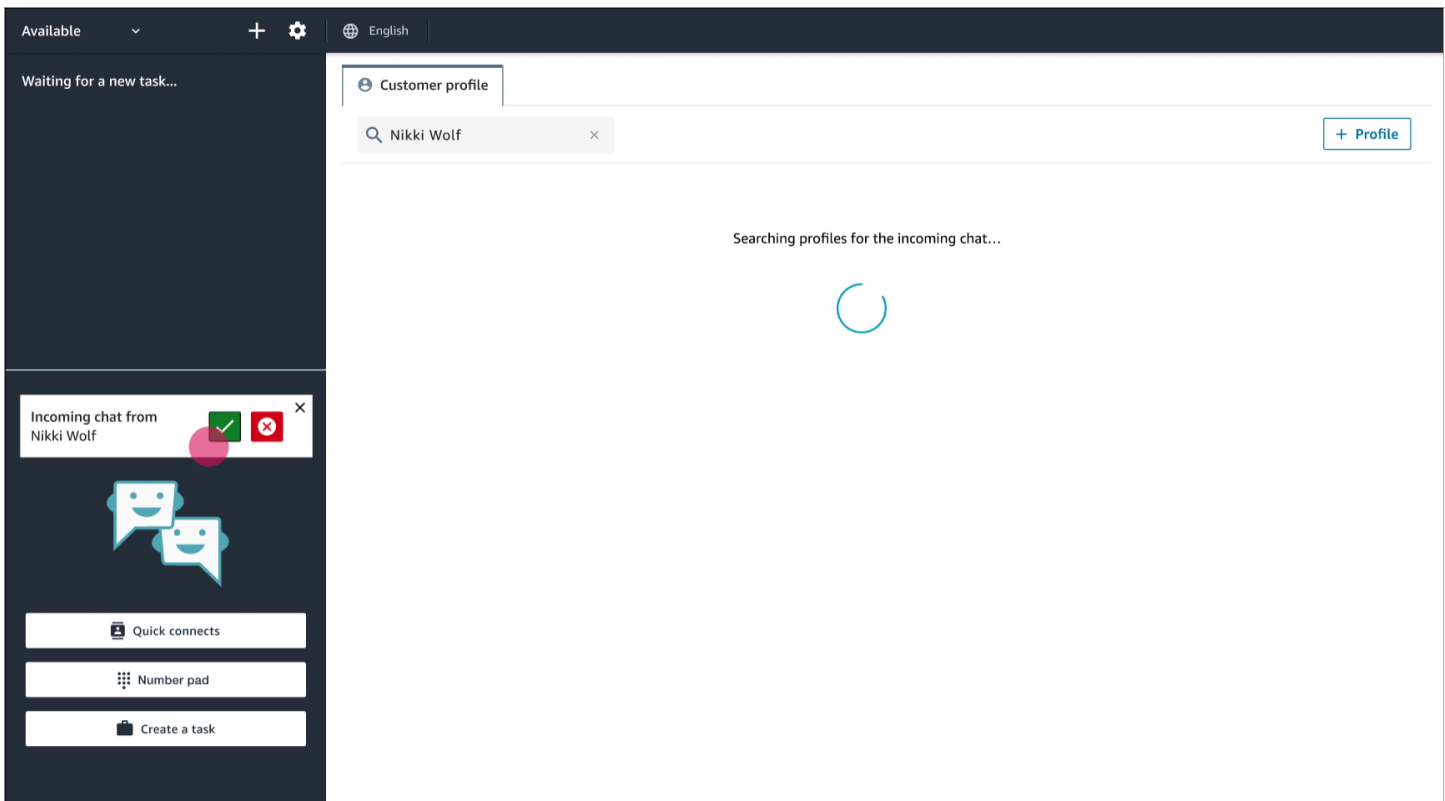 Available
English
Waiting for a new task...
Customer profile
Nikki Wolf
+ Profile
Searching profiles for the incoming chat...
Incoming chat from
Nikki Wolf
Quick connects
Number pad
Create a task